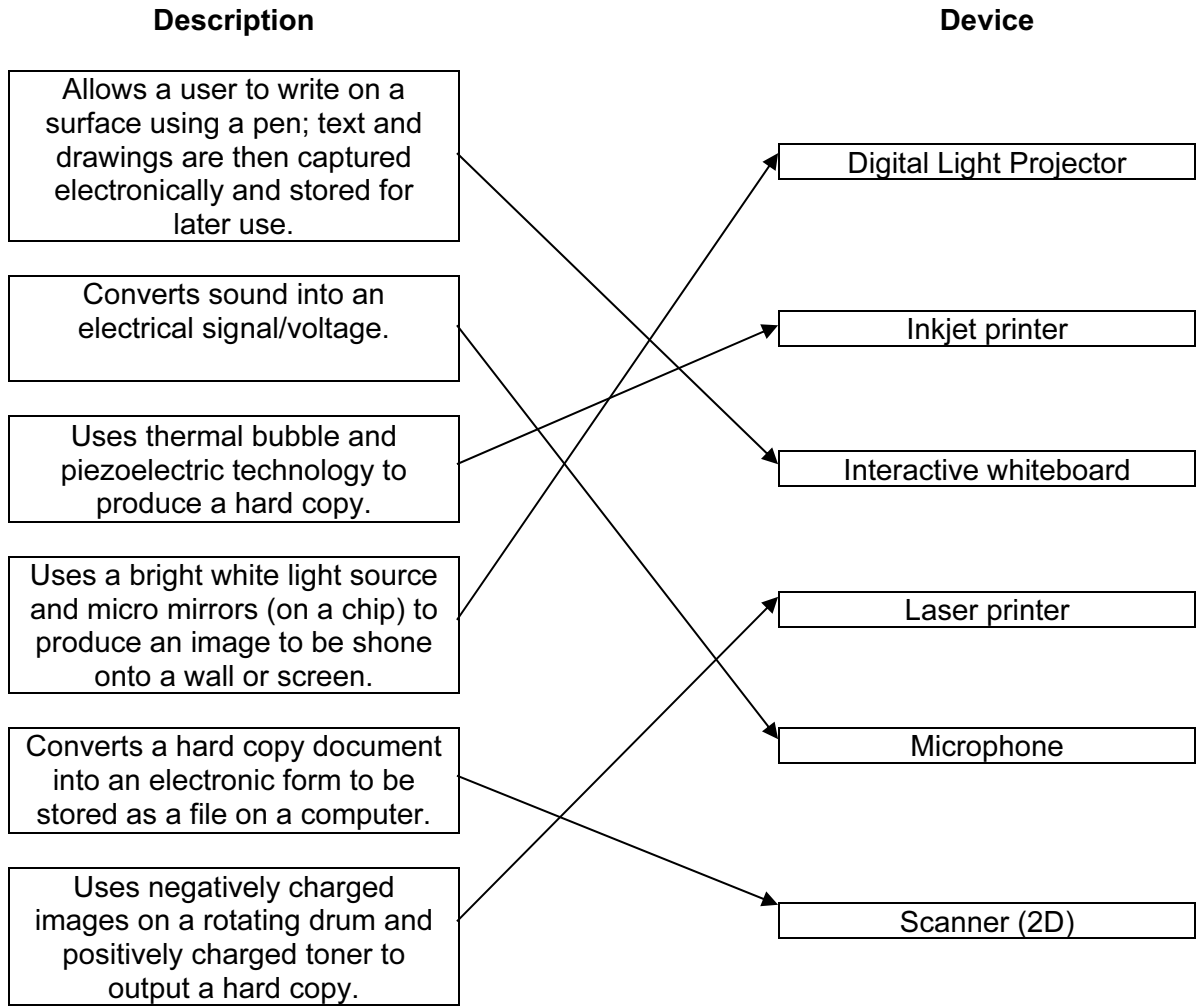 Description
Device
Allows a user to write on a
surface using a pen; text and
drawings are then captured
electronically and stored for
later use.
Digital Light Projector
Converts sound into an
electrical signal/voltage.
Inkjet printer
Uses thermal bubble and
piezoelectric technology to
produce a hard copy.
Interactive whiteboard
Uses a bright white light source
and micro mirrors (on a chip) to
produce an image to be shone
onto a wall or screen.
Laser printer
Converts a hard copy document
into an electronic form to be
stored as a file on a computer.
Microphone
Uses negatively charged
images on a rotating drum and
positively charged toner to
output a hard copy.
Scanner (2D)